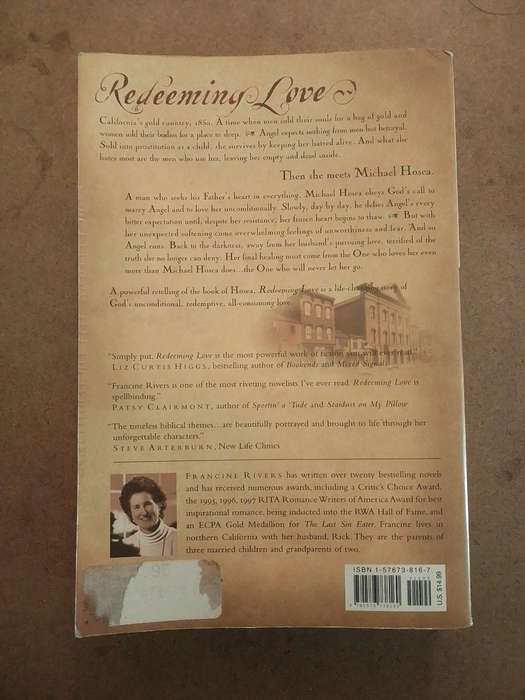 Redeeming Love
California's gold country, 1850. A time when men sold their souls for a bag of gold and
women sold their bodies for a place to sleep. Angel expects nothing from men but betrayal.
Sold into prostitution as a child, she survives by keeping her hatred alive. And what she
hates most are the men who use her, leaving her empty and dead inside.
Then she meets Michael Hosea.
A man who seeks his Father's heart in everything, Michael Hosea obeys God's call to
marry Angel and to love her unconditionally. Slowly, day by day, he defies Angel's every
bitter expectation until, despite her resistance, her frozen heart begins to thaw. But with
her unexpected softening come overwhelming feelings of unworthiness and fear. And so
Angel runs. Back to the darkness, away from her husband's pursuing love, terrified of the
truth she no longer can deny: Her final healing must come from the One who loves her even
more than Michael Hosea does...the One who will never let her go.
A powerful retelling of the book of Hosea, Redeeming Love is a life-changing story of
God's unconditional, redemptive, all-consuming love.
"Simply put, Redeeming Love is the most powerful work of fiction you will ever read."
LIZ CURTIS HIGGS, bestselling author of Bookends and Mixed Signals
"Francine Rivers is one of the most riveting novelists I've ever read. Redeeming Love is
spellbinding."
PATSY CLAIRMONT, author of Sportin' a 'Tude and Stardust on My Pillow
"The timeless biblical themes...are beautifully portrayed and brought to life through her
unforgettable characters."
STEVE ARTERBURN, New Life Clinics
FRANCINE RIVERS has written over twenty bestselling novels
and has received numerous awards, including a Critic's Choice Award,
the 1995, 1996, 1997 RITA Romance Writers of America Award for best
inspirational romance, being inducted into the RWA Hall of Fame, and
an ECPA Gold Medallion for The Last Sin Eater. Francine lives in
northern California with her husband, Rick. They are the parents of
three married children and grandparents of two.
ISBN 1-57673-816-7
U.S. $14.99